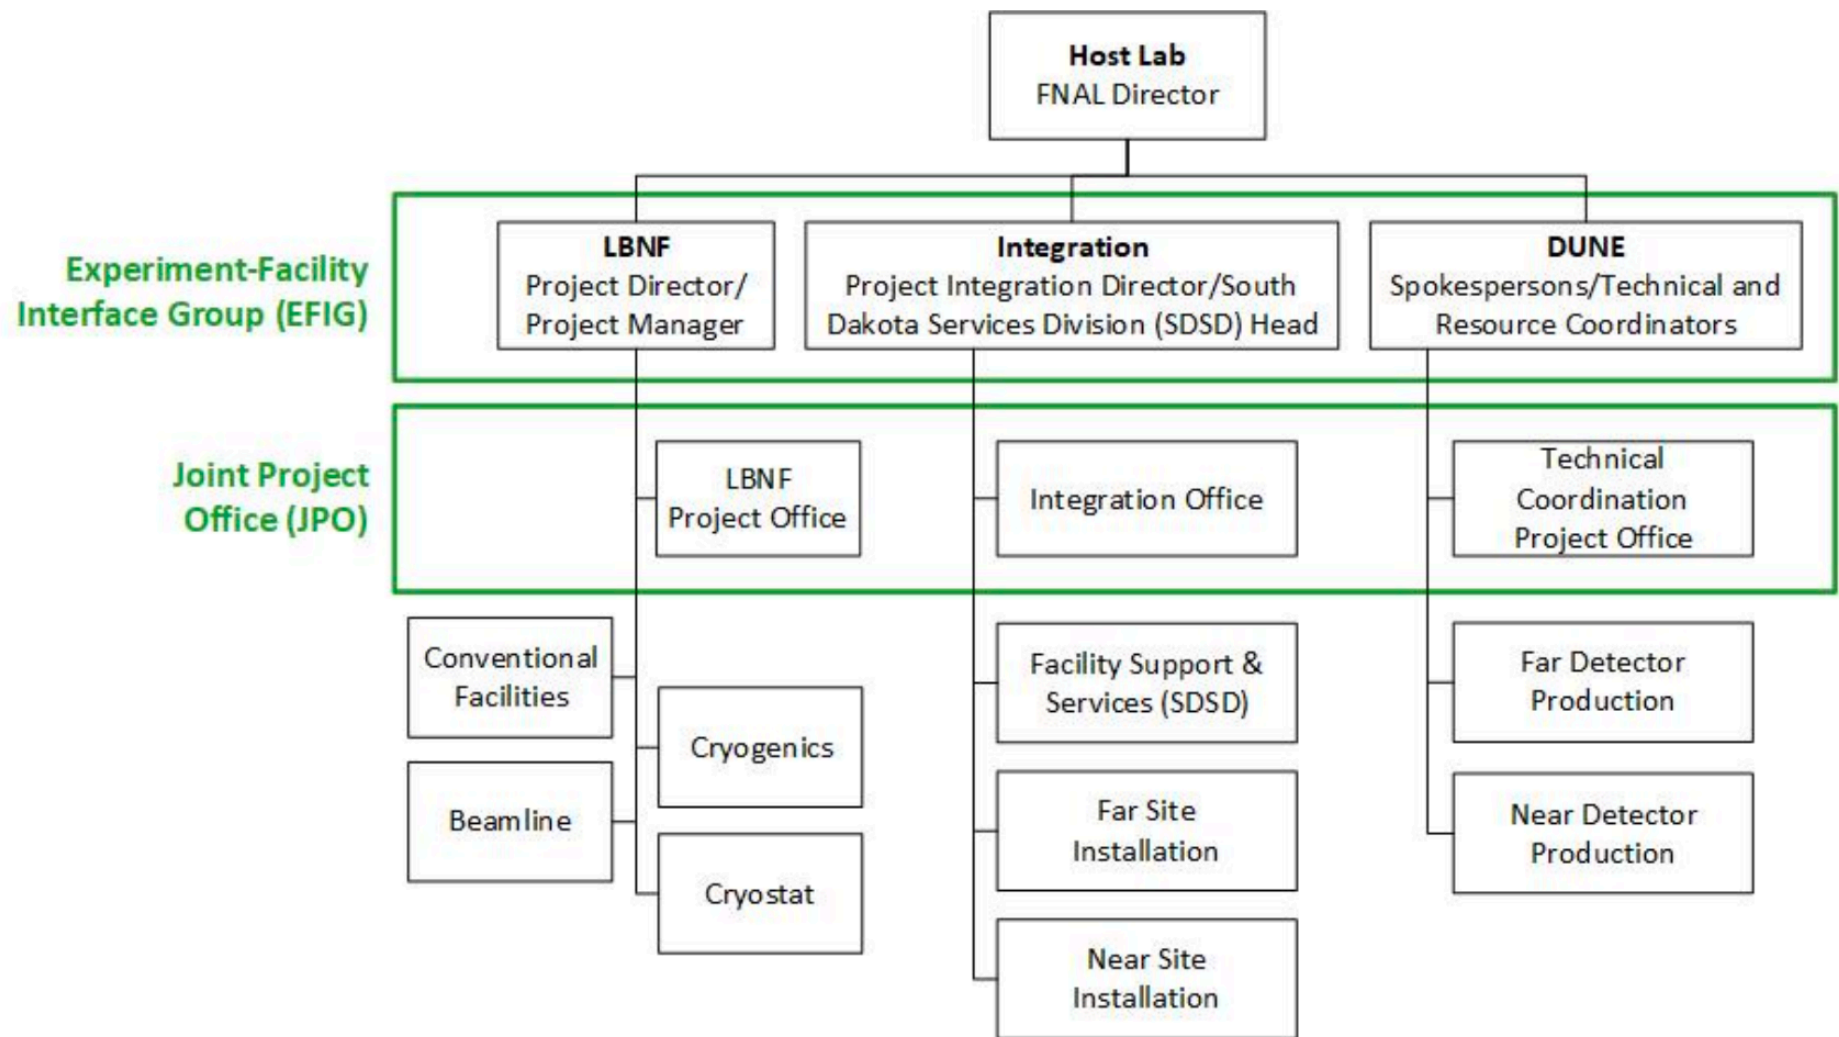 Host Lab
FNAL Director
Experiment-Facility
Interface Group (EFIG)
LBNF
Project Director/
Project Manager
Integration
Project Integration Director/South
Dakota Services Division (SDSD) Head
DUNE
Spokespersons/Technical and
Resource Coordinators
Joint Project
Office (JPO)
LBNF
Project Office
Integration Office
Technical
Coordination
Project Office
Conventional
Facilities
Cryogenics
Beamline
Cryostat
Facility Support &
Services (SDSD)
Far Site
Installation
Near Site
Installation
Far Detector
Production
Near Detector
Production